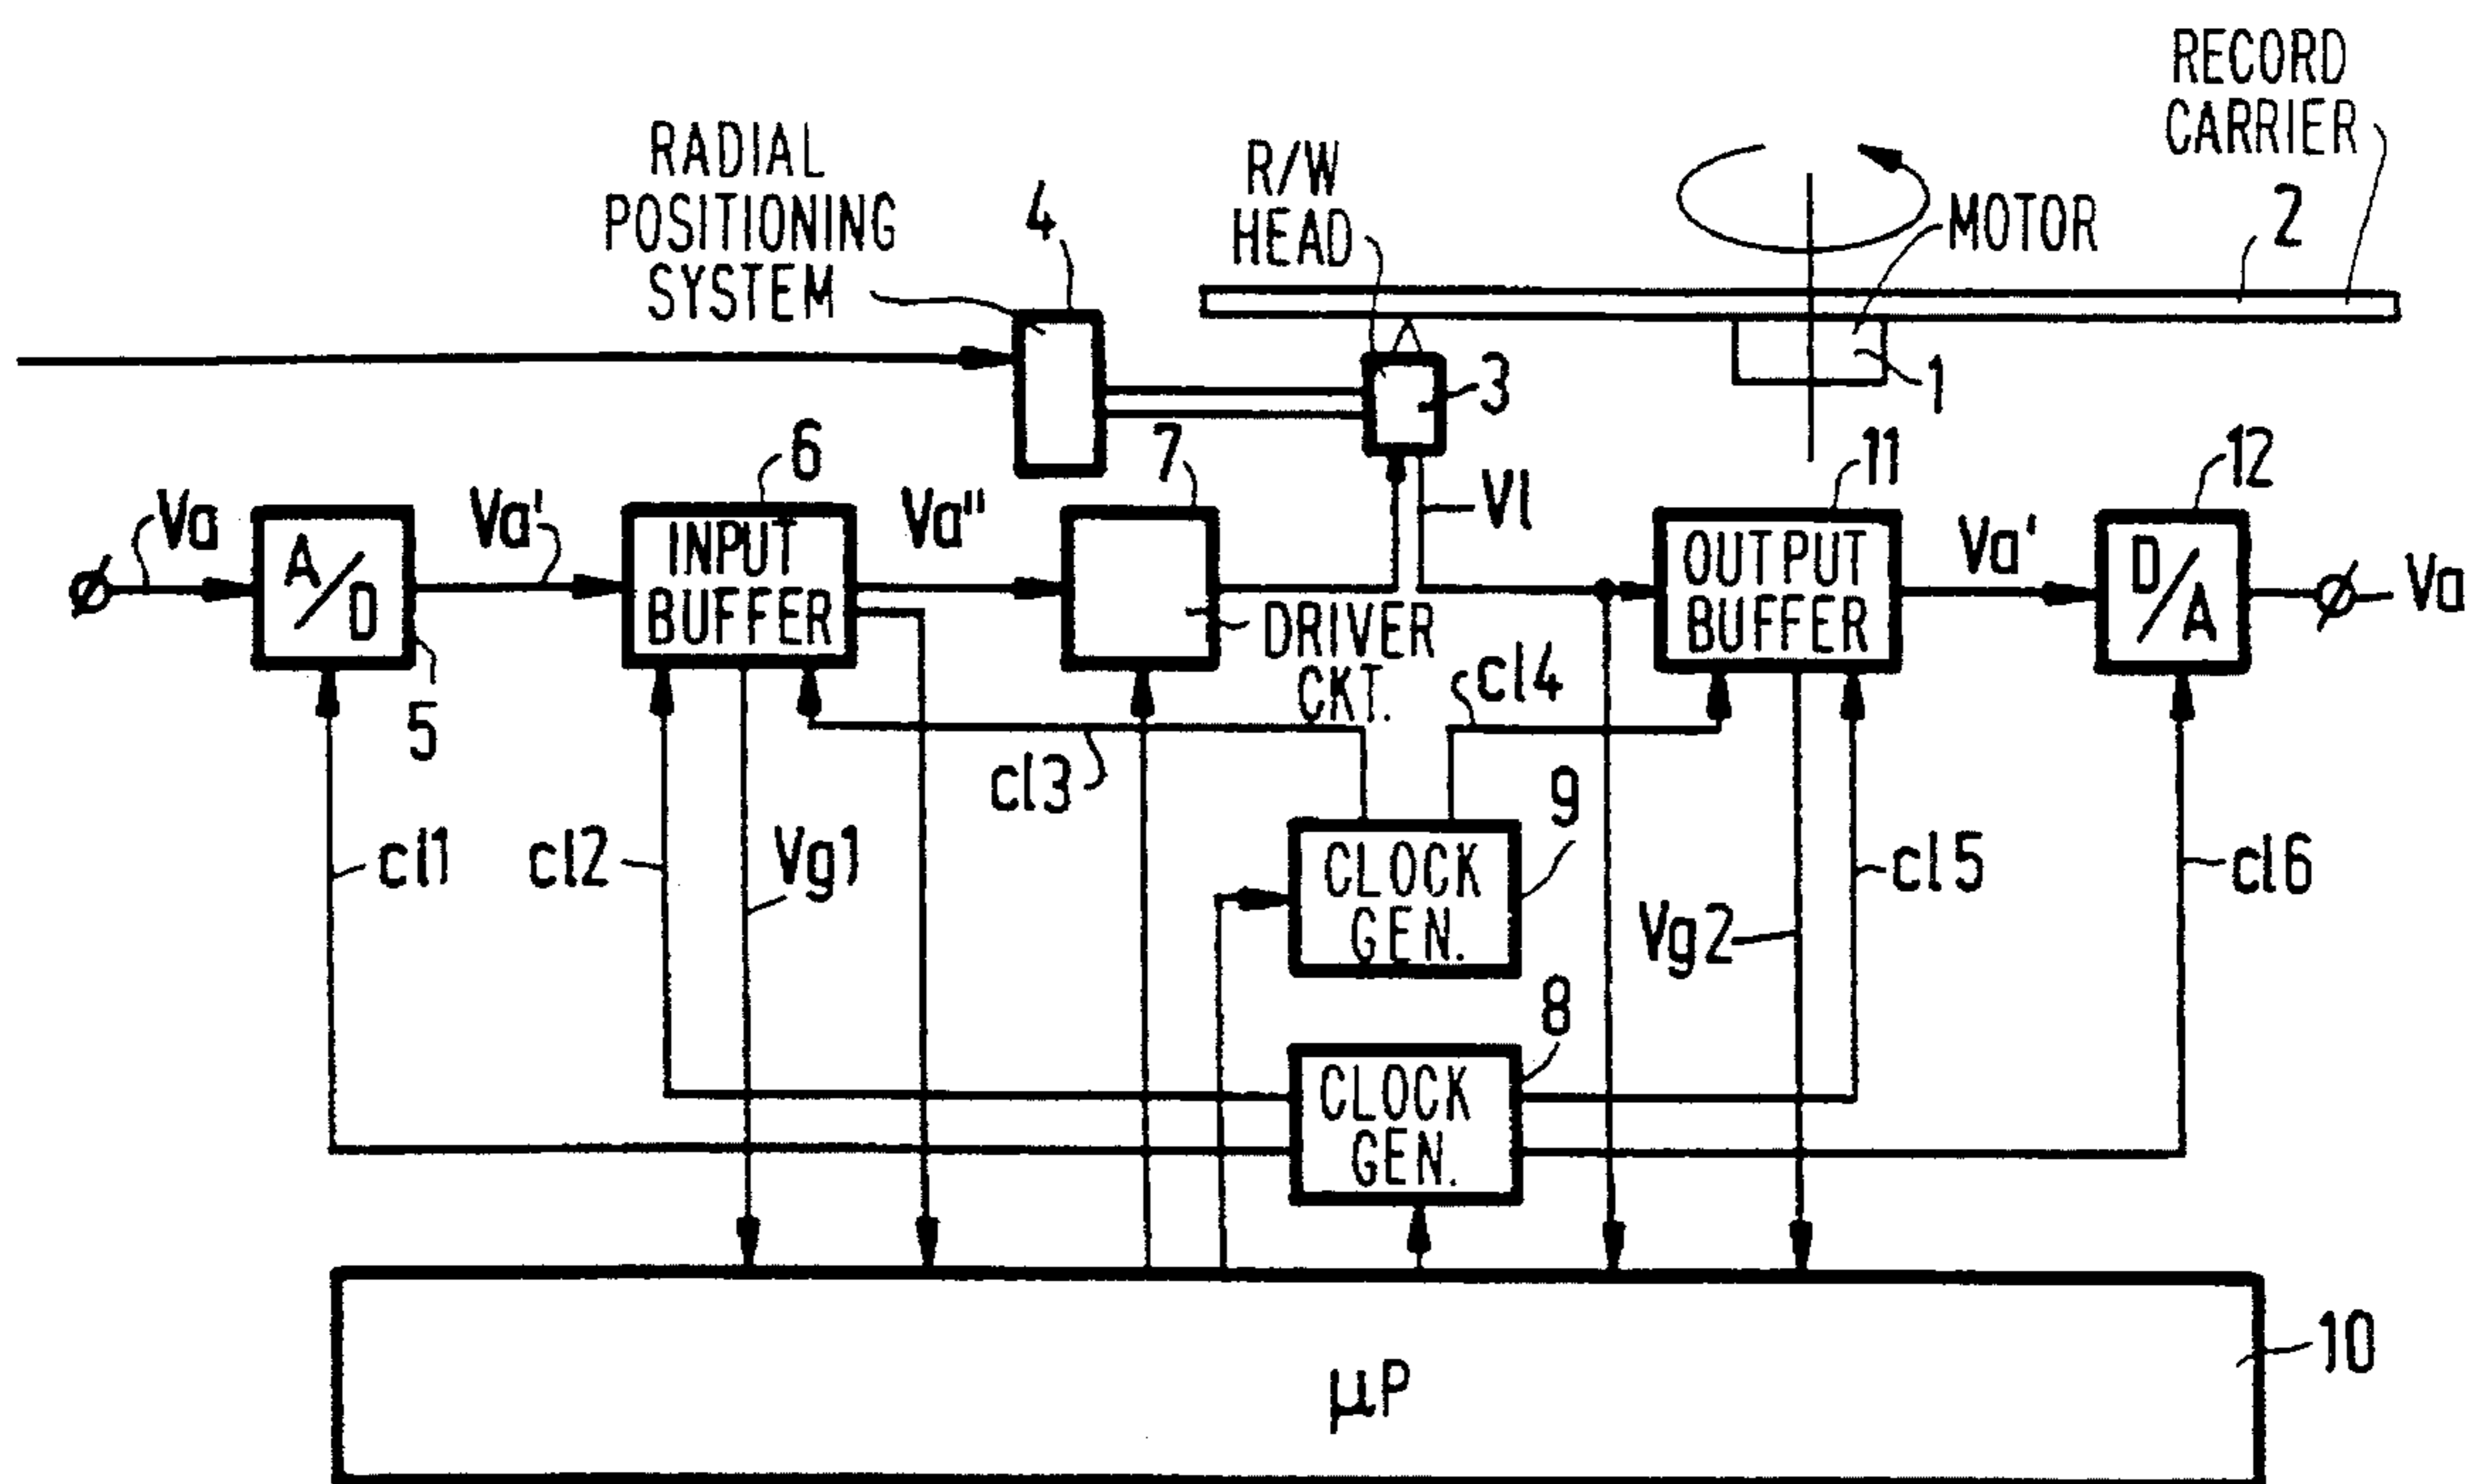 RECORD
CARRIER
RADIAL
POSITIONING
SYSTEM
4
R/W
HEAD
MOTOR
2
3
1
Va
Va'
6
Va"
7
Vl
11
Va'
12
Va
A/D
INPUT
BUFFER
DRIVER
CKT.
OUTPUT
BUFFER
D/A
5
cl3
cl4
9
cl1
cl2
Vg1
CLOCK
GEN.
Vg2
cl5
cl6
8
CLOCK
GEN.
10
µP